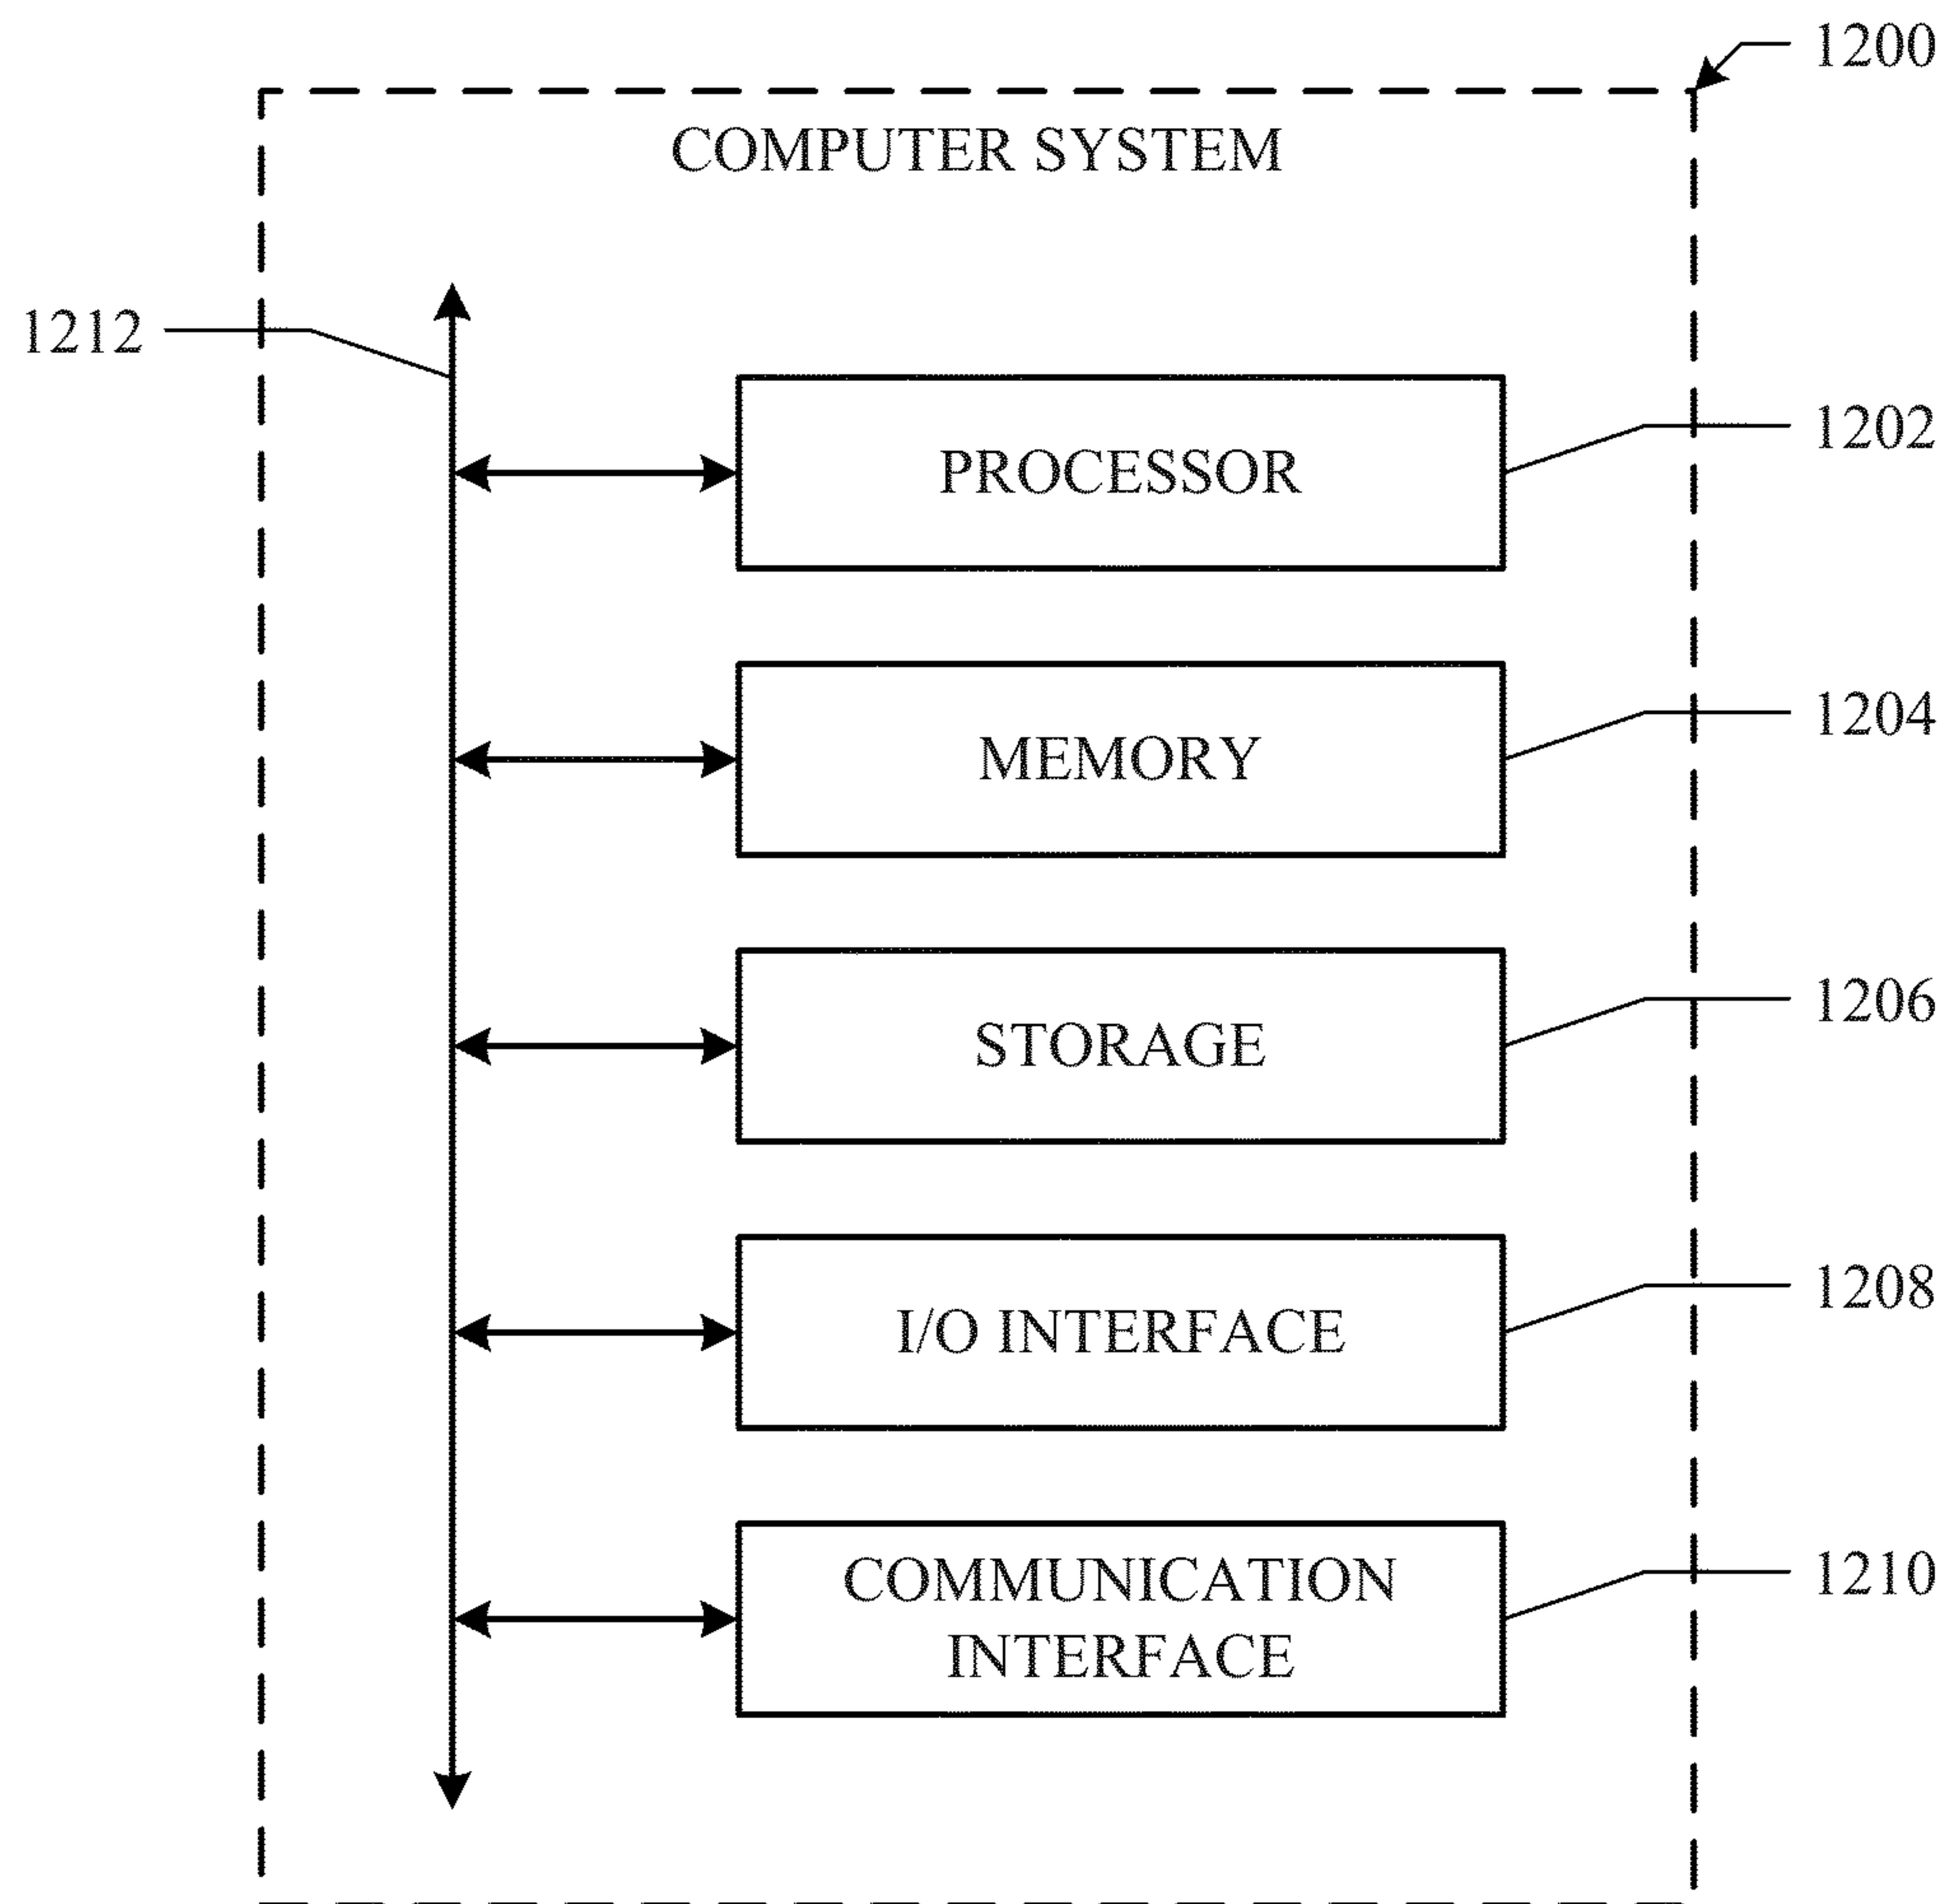 1200
COMPUTER SYSTEM
1212
PROCESSOR
1202
MEMORY
1204
STORAGE
1206
I/O INTERFACE
1208
COMMUNICATION
INTERFACE
1210